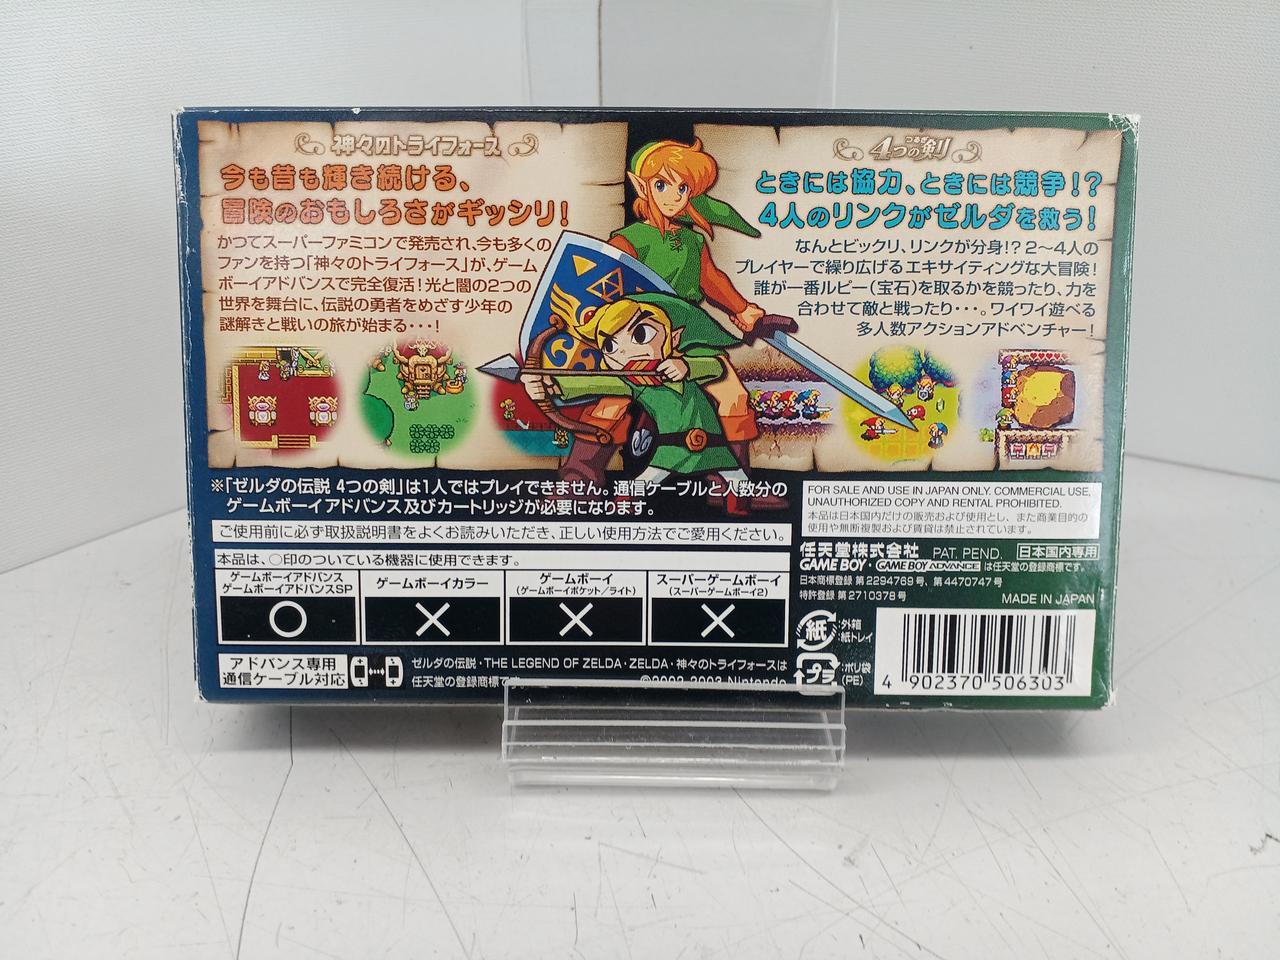 神々のトライフォース
今も昔も輝き続ける、
冒険のおもしろさがギッシリ！
かつてスーパーファミコンで発売され、今も多くの
ファンを持つ「神々のトライフォース」が、ゲーム
ボーイアドバンスで完全復活！光と闇の2つの
世界を舞台に、伝説の勇者をめざす少年の
謎解きと戦いの旅が始まる・・・！
4つの剣
つるぎ
ときには協力、ときには競争！？
4人のリンクがゼルダを救う！
なんとビックリ、リンクが分身！？2〜4人の
プレイヤーで繰り広げるエキサイティングな大冒険！
誰が一番ルピー（宝石）を取るかを競ったり、力を
合わせて敵と戦ったり・・・。ワイワイ遊べる
多人数アクションアドベンチャー！
※「ゼルダの伝説 4つの剣」は1人ではプレイできません。通信ケーブルと人数分の
ゲームボーイアドバンス及びカートリッジが必要になります。
ご使用前に必ず取扱説明書をよくお読みいただき、正しい使用方法でご愛用ください。
本品は、○印のついている機器に使用できます。
ゲームボーイアドバンス
ゲームボーイアドバンスSP
○
ゲームボーイカラー
×
ゲームボーイ
（ゲームボーイポケット／ライト）
×
スーパーゲームボーイ
（スーパーゲームボーイ2）
×
アドバンス専用
通信ケーブル対応
ゼルダの伝説・THE LEGEND OF ZELDA・ZELDA・神々のトライフォースは
任天堂の登録商標です。
©2002,2003 Nintendo
FOR SALE AND USE IN JAPAN ONLY. COMMERCIAL USE,
UNAUTHORIZED COPY AND RENTAL PROHIBITED.
本品は日本国内だけの販売および使用とし、また商業目的の
使用や無断複製および賃貸は禁止されています。
任天堂株式会社 PAT. PEND. 日本国内専用
GAME BOY・GAME BOY ADVANCE は任天堂の登録商標です。
日本商標登録 第2294769号、第4470747号
特許登録 第2710378号
MADE IN JAPAN
紙
:外箱
:紙トレイ
プラ
:ポリ袋
(PE)
4 902370 506303